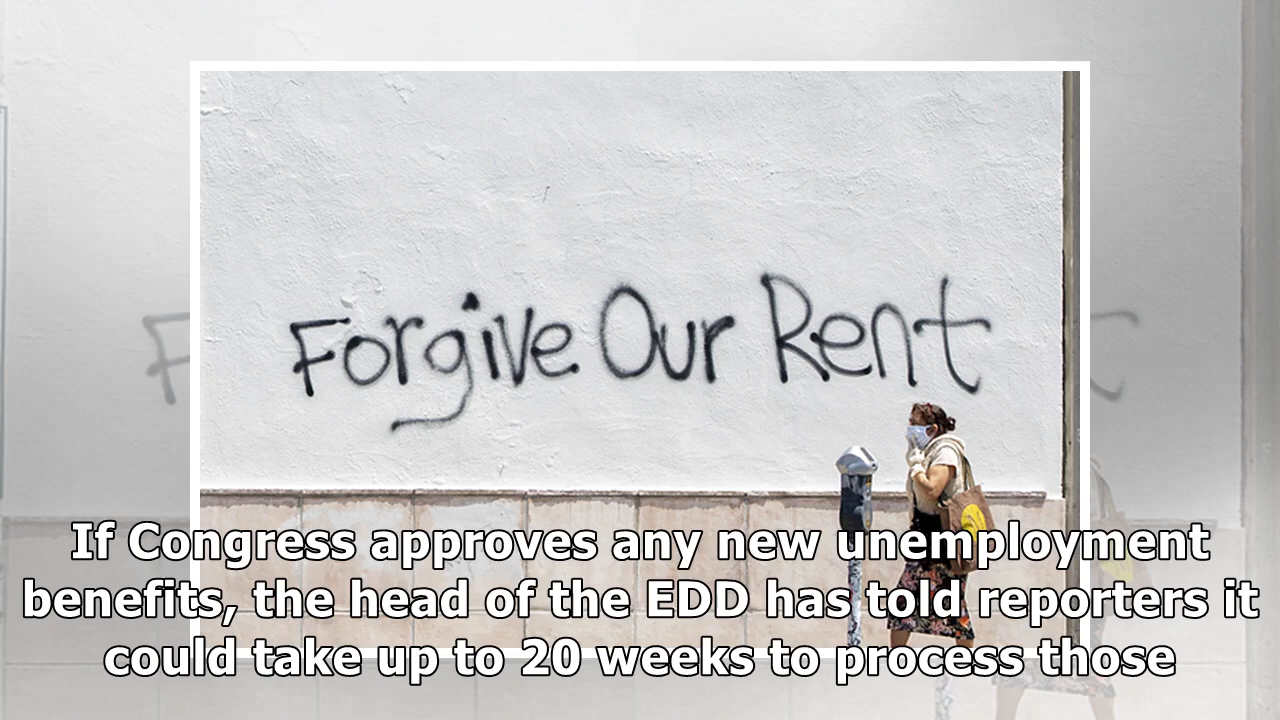 Forgive Our Rent
If Congress approves any new unemployment
benefits, the head of the EDD has told reporters it
could take up to 20 weeks to process those